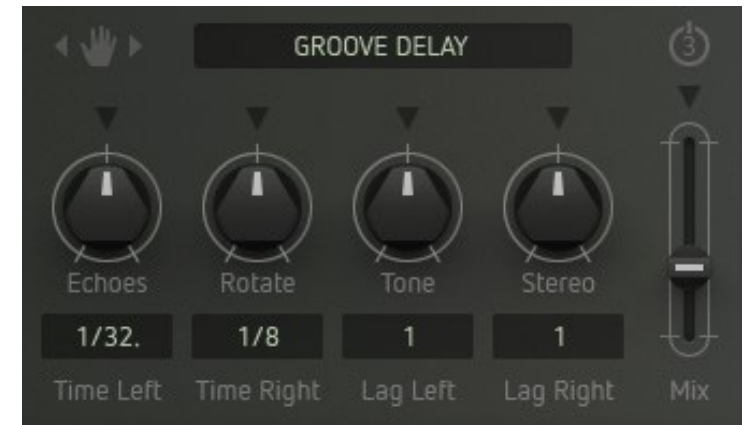 GROOVE DELAY
3
Echoes Rotate Tone Stereo
1/32. 1/8 1 1
Time Left Time Right Lag Left Lag Right Mix